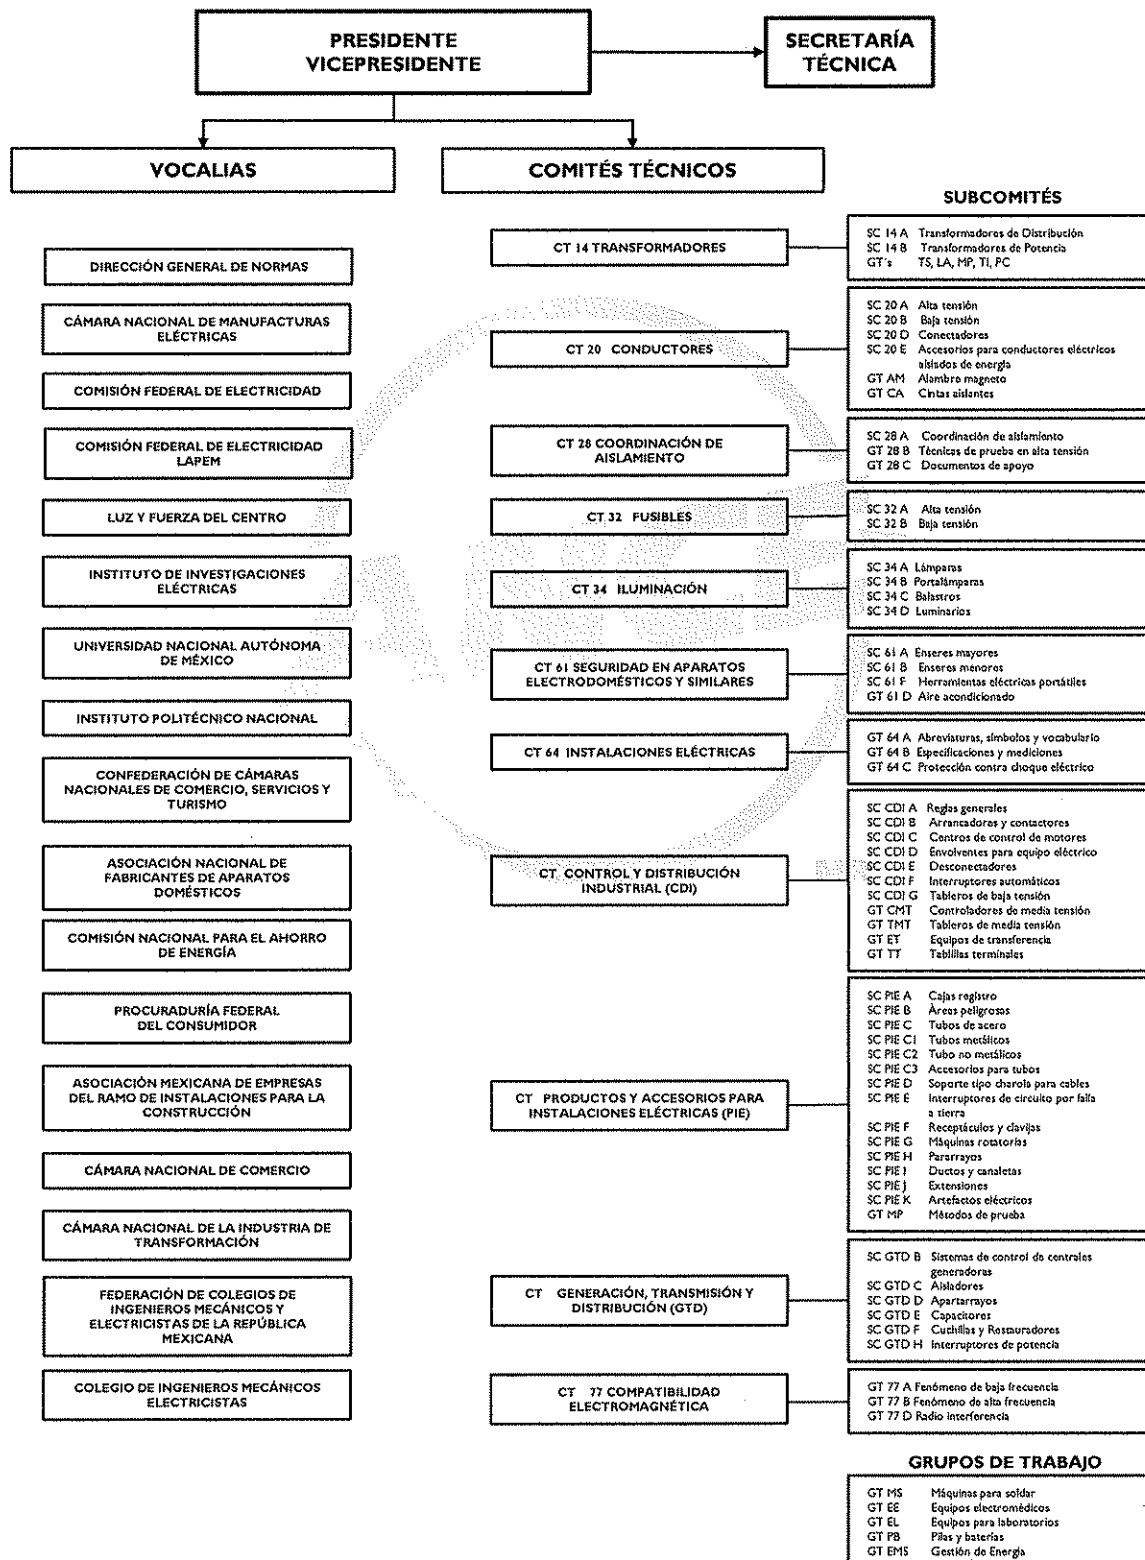 PRESIDENTE
VICEPRESIDENTE
SECRETARÍA
TÉCNICA
VOCALIAS
COMITÉS TÉCNICOS
DIRECCIÓN GENERAL DE NORMAS
CÁMARA NACIONAL DE MANUFACTURAS
ELÉCTRICAS
COMISIÓN FEDERAL DE ELECTRICIDAD
COMISIÓN FEDERAL DE ELECTRICIDAD
LAPEM
LUZ Y FUERZA DEL CENTRO
INSTITUTO DE INVESTIGACIONES
ELÉCTRICAS
UNIVERSIDAD NACIONAL AUTÓNOMA
DE MÉXICO
INSTITUTO POLITÉCNICO NACIONAL
CONFEDERACIÓN DE CÁMARAS
NACIONALES DE COMERCIO, SERVICIOS Y
TURISMO
ASOCIACIÓN NACIONAL DE
FABRICANTES DE APARATOS
DOMÉSTICOS
COMISIÓN NACIONAL PARA EL AHORRO
DE ENERGÍA
PROCURADURÍA FEDERAL
DEL CONSUMIDOR
ASOCIACIÓN MEXICANA DE EMPRESAS
DEL RAMO DE INSTALACIONES PARA LA
CONSTRUCCIÓN
CÁMARA NACIONAL DE COMERCIO
CÁMARA NACIONAL DE LA INDUSTRIA DE
TRANSFORMACIÓN
FEDERACIÓN DE COLEGIOS DE
INGENIEROS MECÁNICOS Y
ELECTRICISTAS DE LA REPÚBLICA
MEXICANA
COLEGIO DE INGENIEROS MECÁNICOS
ELECTRICISTAS
CT 14 TRANSFORMADORES
CT 20 CONDUCTORES
CT 28 COORDINACIÓN DE
AISLAMIENTO
CT 32 FUSIBLES
CT 34 ILUMINACIÓN
CT 61 SEGURIDAD EN APARATOS
ELECTRODOMÉSTICOS Y SIMILARES
CT 64 INSTALACIONES ELÉCTRICAS
CT CONTROL Y DISTRIBUCIÓN
INDUSTRIAL (CDI)
CT PRODUCTOS Y ACCESORIOS PARA
INSTALACIONES ELÉCTRICAS (PIE)
CT GENERACIÓN, TRANSMISIÓN Y
DISTRIBUCIÓN (GTD)
CT 77 COMPATIBILIDAD
ELECTROMAGNÉTICA
SUBCOMITÉS
SC 14 A Transformadores de Distribución
SC 14 B Transformadores de Potencia
GT's TS, LA, MP, TI, PC
SC 20 A Alta tensión
SC 20 B Baja tensión
SC 20 D Conectadores
SC 20 E Accesorios para conductores eléctricos
aislados de energía
GT AM Alambre magneto
GT CA Cintas aislantes
SC 28 A Coordinación de aislamiento
GT 28 B Técnicas de prueba en alta tensión
GT 28 C Documentos de apoyo
SC 32 A Alta tensión
SC 32 B Baja tensión
SC 34 A Lámparas
SC 34 B Portalámparas
SC 34 C Balastros
SC 34 D Luminarios
SC 61 A Enseres mayores
SC 61 B Enseres menores
SC 61 F Herramientas eléctricas portátiles
GT 61 D Aire acondicionado
GT 64 A Abreviaturas, símbolos y vocabulario
GT 64 B Especificaciones y mediciones
GT 64 C Protección contra choque eléctrico
SC CDI A Reglas generales
SC CDI B Arrancadores y contactores
SC CDI C Centros de control de motores
SC CDI D Envolventes para equipo eléctrico
SC CDI E Desconectadores
SC CDI F Interruptores automáticos
SC CDI G Tableros de baja tensión
GT CMT Controladores de media tensión
GT TMT Tableros de media tensión
GT ET Equipos de transferencia
GT TT Tablillas terminales
SC PIE A Cajas registro
SC PIE B Àreas peligrosas
SC PIE C Tubos de acero
SC PIE C1 Tubos metálicos
SC PIE C2 Tubo no metálicos
SC PIE C3 Accesorios para tubos
SC PIE D Soporte tipo charola para cables
SC PIE E Interruptores de circuito por falla
a tierra
SC PIE F Receptáculos y clavijas
SC PIE G Máquinas rotatorias
SC PIE H Pararrayos
SC PIE I Ductos y canaletas
SC PIE J Extensiones
SC PIE K Artefactos eléctricos
GT MP Métodos de prueba
SC GTD B Sistemas de control de centrales
generadoras
SC GTD C Aisladores
SC GTD D Apartarrayos
SC GTD E Capacitores
SC GTD F Cuchillas y Restauradores
SC GTD H Interruptores de potencia
GT 77 A Fenómeno de baja frecuencia
GT 77 B Fenómeno de alta frecuencia
GT 77 D Radio interferencia
GRUPOS DE TRABAJO
GT MS Máquinas para soldar
GT EE Equipos electromédicos
GT EL Equipos para laboratorios
GT PB Pilas y baterías
GT EMS Gestión de Energía